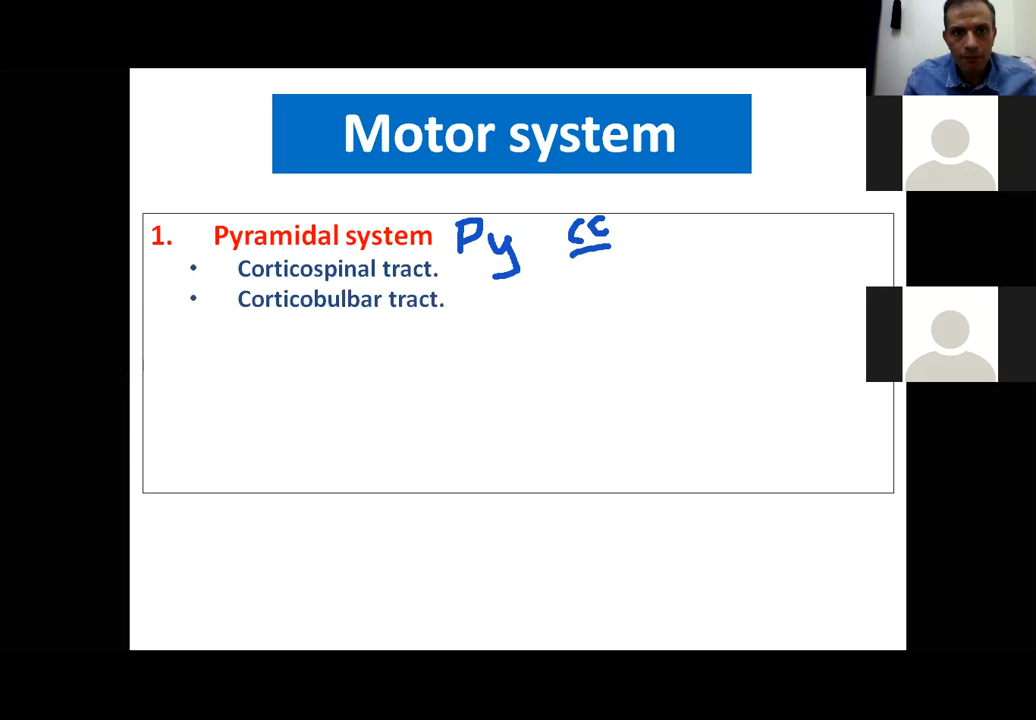 Motor system
1. Pyramidal system Py cc
• Corticospinal tract.
• Corticobulbar tract.